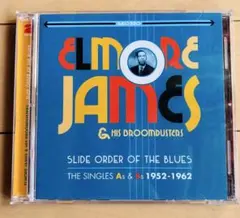 ELMORE
JAMES
& HIS BROOMDUSTERS
SLIDE ORDER OF THE BLUES
THE SINGLES As & Bs 1952-1962